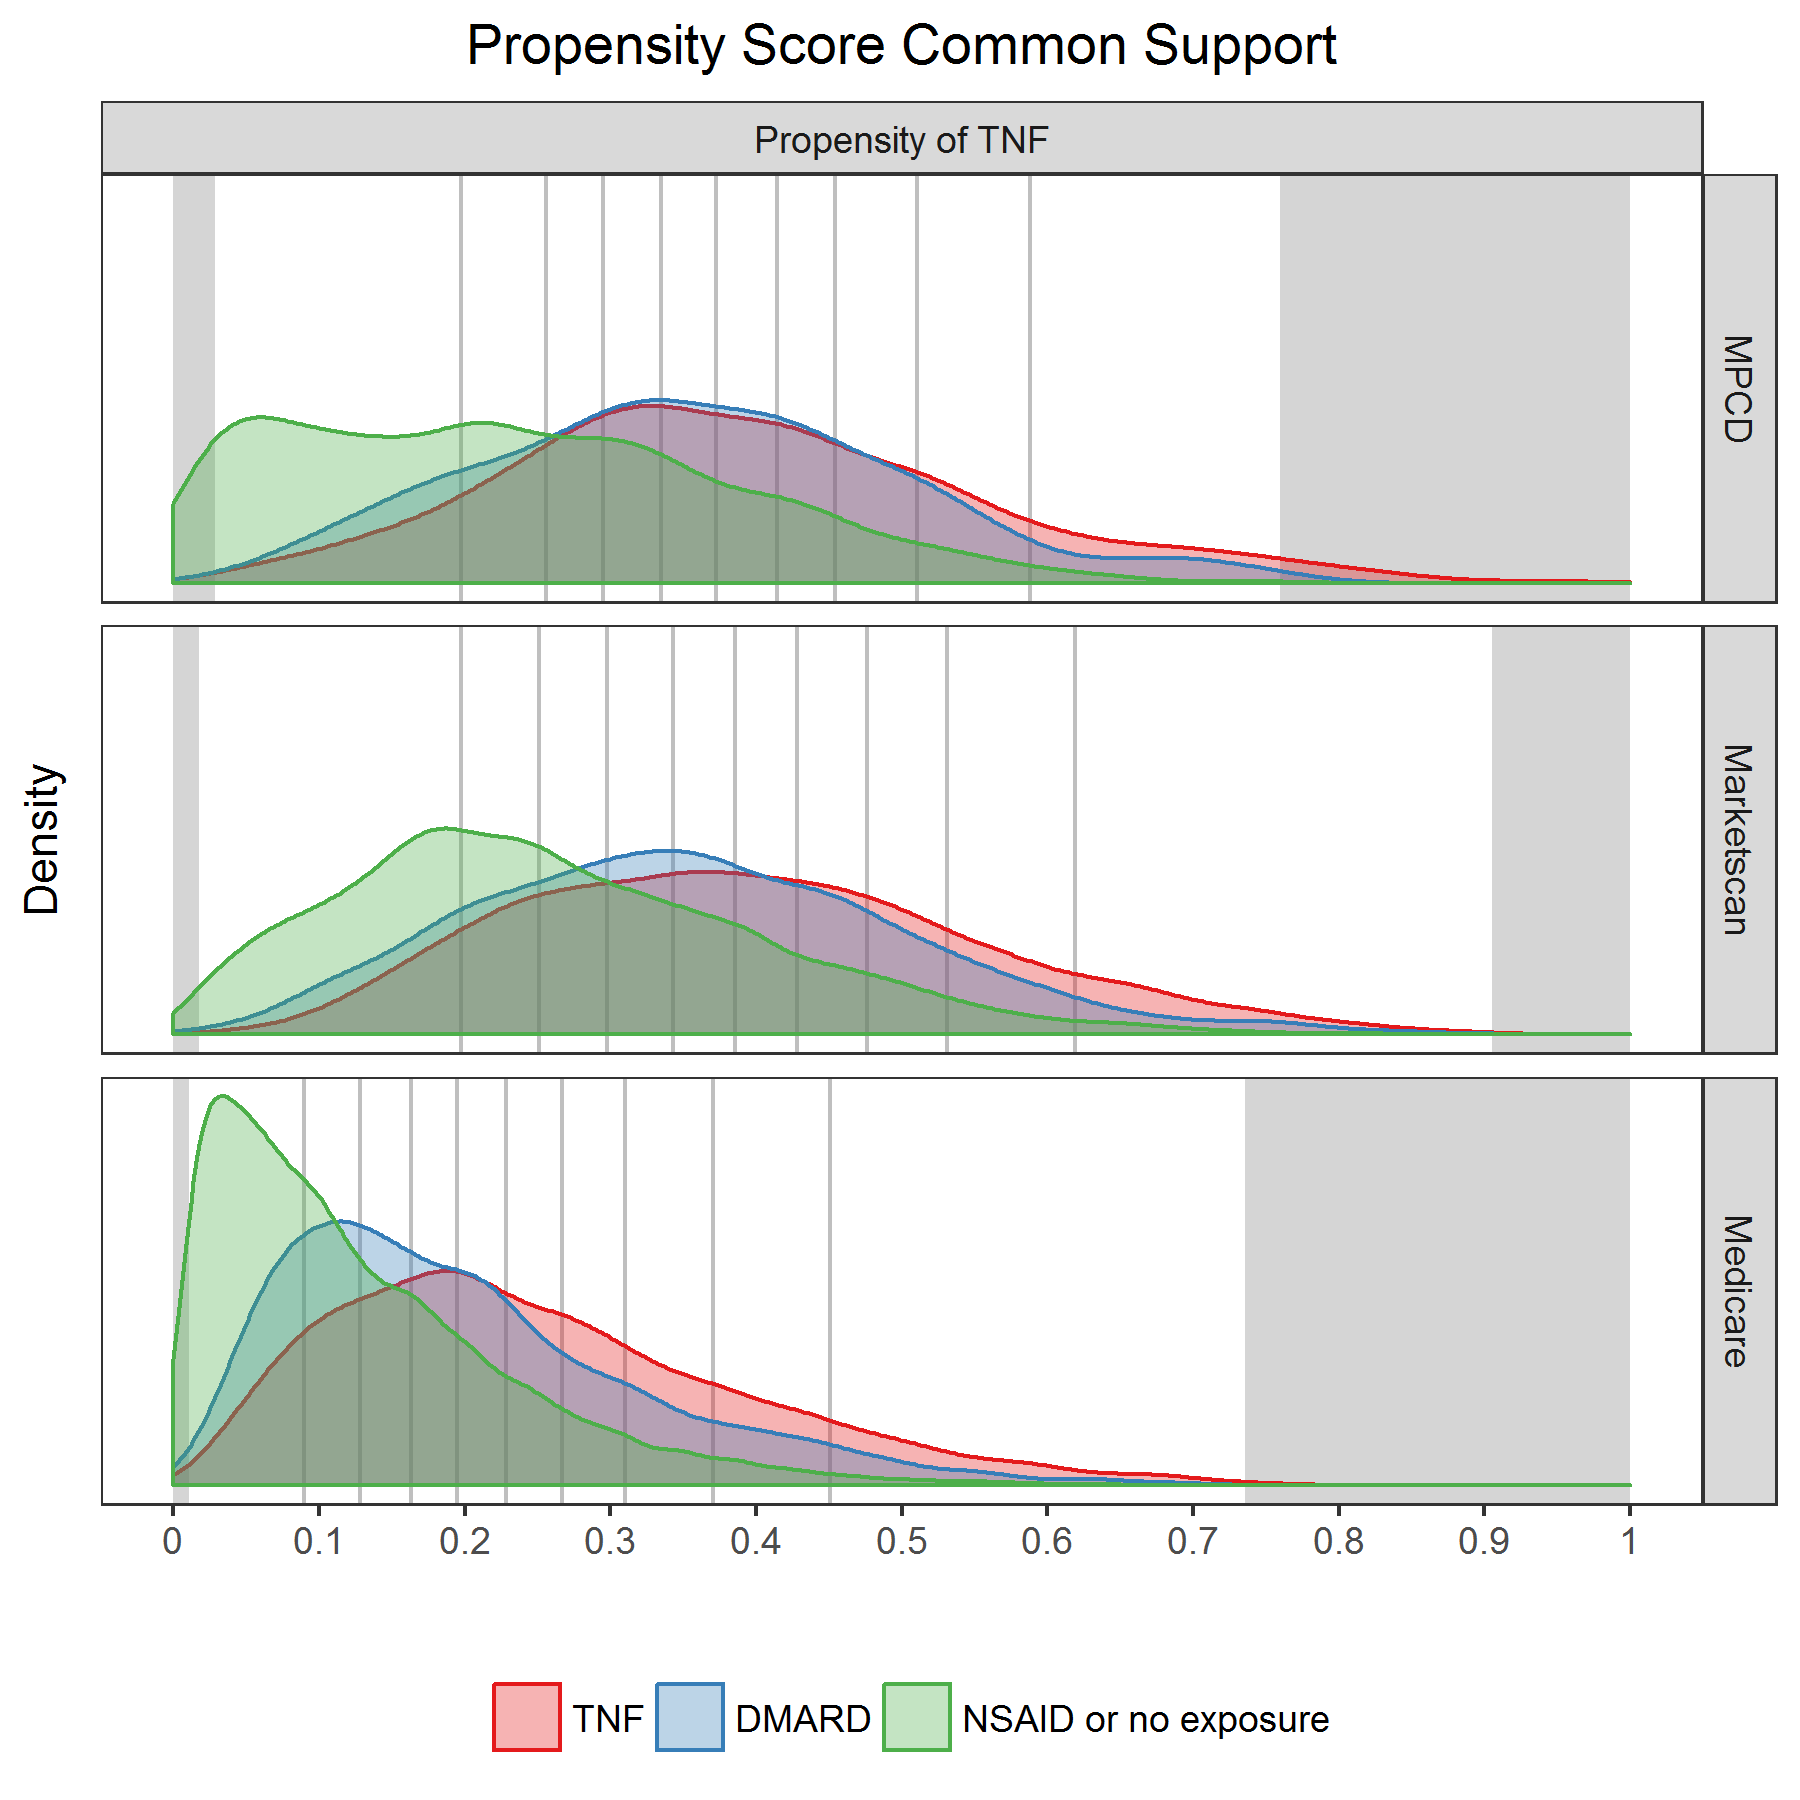 Propensity Score Common Support
Propensity of TNF
MPCD
Marketscan
Medicare
Density
0 0.1 0.2 0.3 0.4 0.5 0.6 0.7 0.8 0.9 1
TNF DMARD NSAID or no exposure